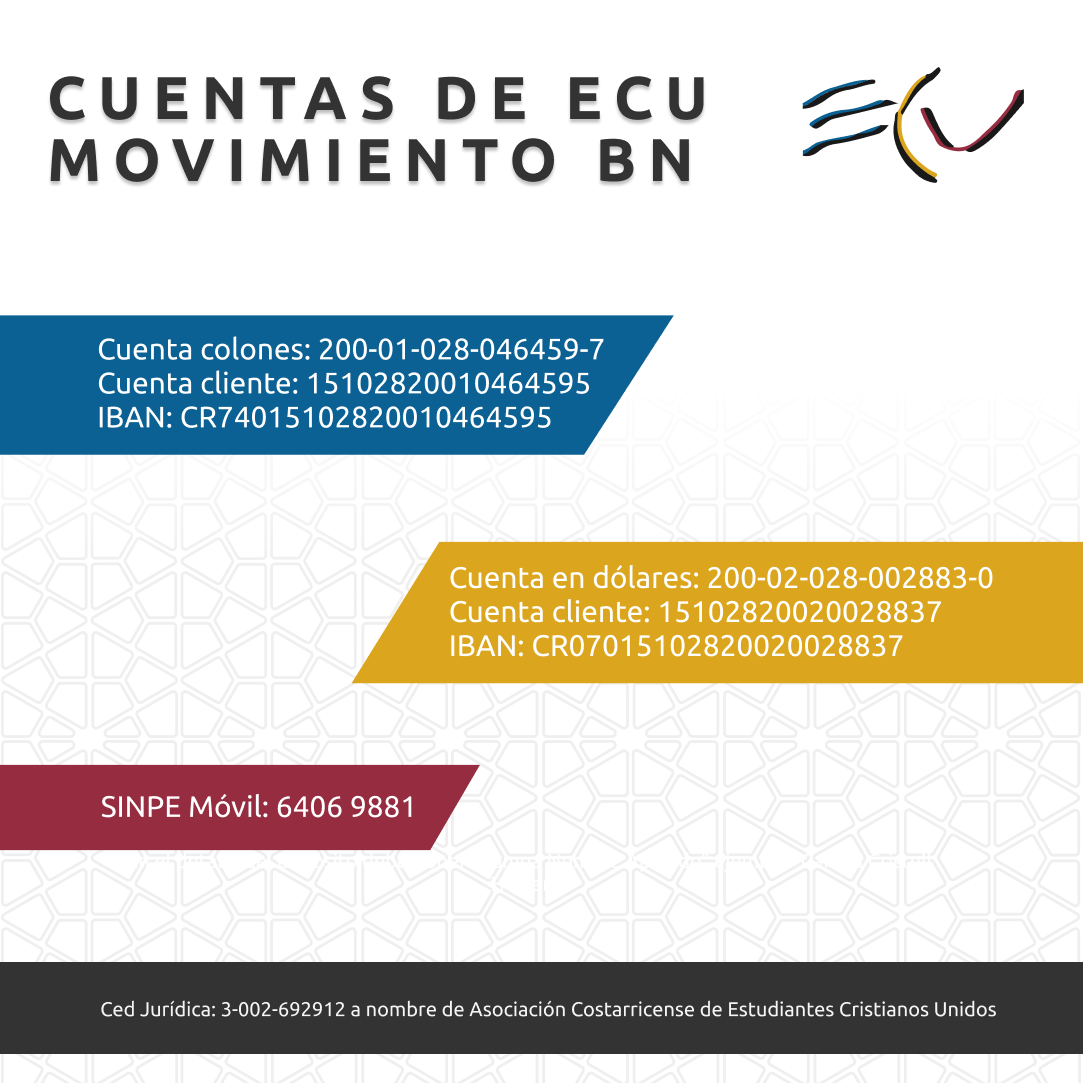 CUENTAS DE ECU
MOVIMIENTO BN
ECU
Cuenta colones: 200-01-028-046459-7
Cuenta cliente: 15102820010464595
IBAN: CR74015102820010464595
Cuenta en dólares: 200-02-028-002883-0
Cuenta cliente: 15102820020028837
IBAN: CR07015102820020028837
SINPE Móvil: 6406 9881
Ced Jurídica: 3-002-692912 a nombre de Asociación Costarricense de Estudiantes Cristianos Unidos